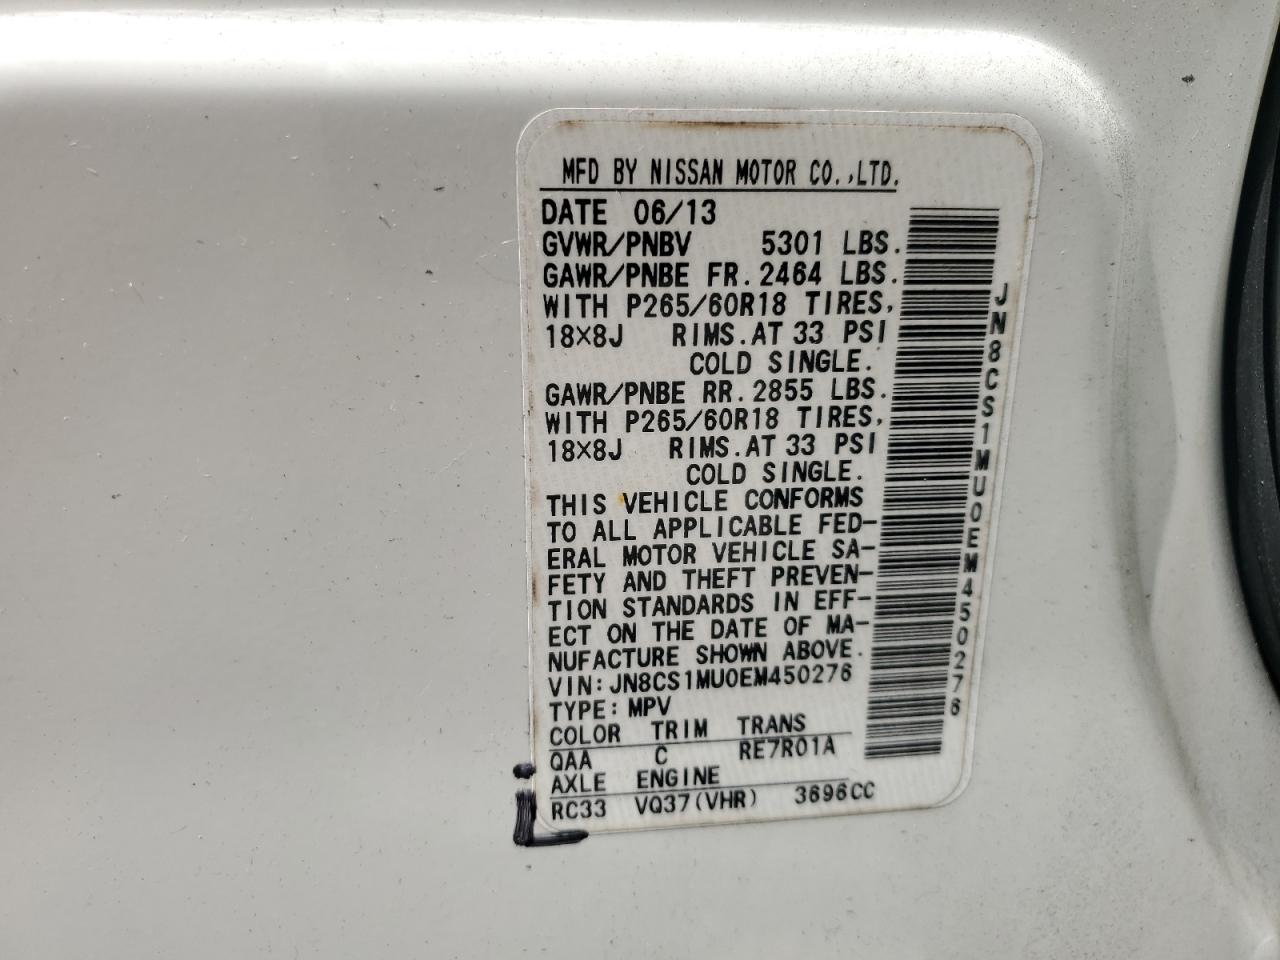 MFD BY NISSAN MOTOR CO.,LTD.
DATE 06/13
GVWR/PNBV 5301 LBS.
GAWR/PNBE FR.2464 LBS.
WITH P265/60R18 TIRES,
18×8J RIMS.AT 33 PSI
COLD SINGLE.
GAWR/PNBE RR.2855 LBS.
WITH P265/60R18 TIRES,
18×8J RIMS.AT 33 PSI
COLD SINGLE.
THIS VEHICLE CONFORMS
TO ALL APPLICABLE FED-
ERAL MOTOR VEHICLE SA-
FETY AND THEFT PREVEN-
TION STANDARDS IN EFF-
ECT ON THE DATE OF MA-
NUFACTURE SHOWN ABOVE.
VIN:JN8CS1MU0EM450276
TYPE:MPV
COLOR TRIM TRANS
QAA C RE7R01A
AXLE ENGINE
RC33 VQ37(VHR) 3696CC
JN8CS1MU0EM450276